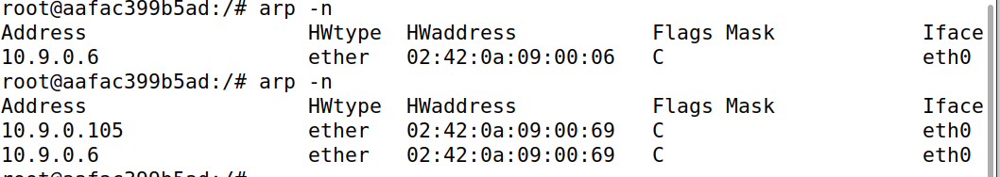 root@aafac399b5ad:/# arp -n
Address                  HWtype  HWaddress           Flags Mask            Iface
10.9.0.6                 ether   02:42:0a:09:00:06   C                     eth0
root@aafac399b5ad:/# arp -n
Address                  HWtype  HWaddress           Flags Mask            Iface
10.9.0.105               ether   02:42:0a:09:00:69   C                     eth0
10.9.0.6                 ether   02:42:0a:09:00:69   C                     eth0
root@aafac399b5ad:/#